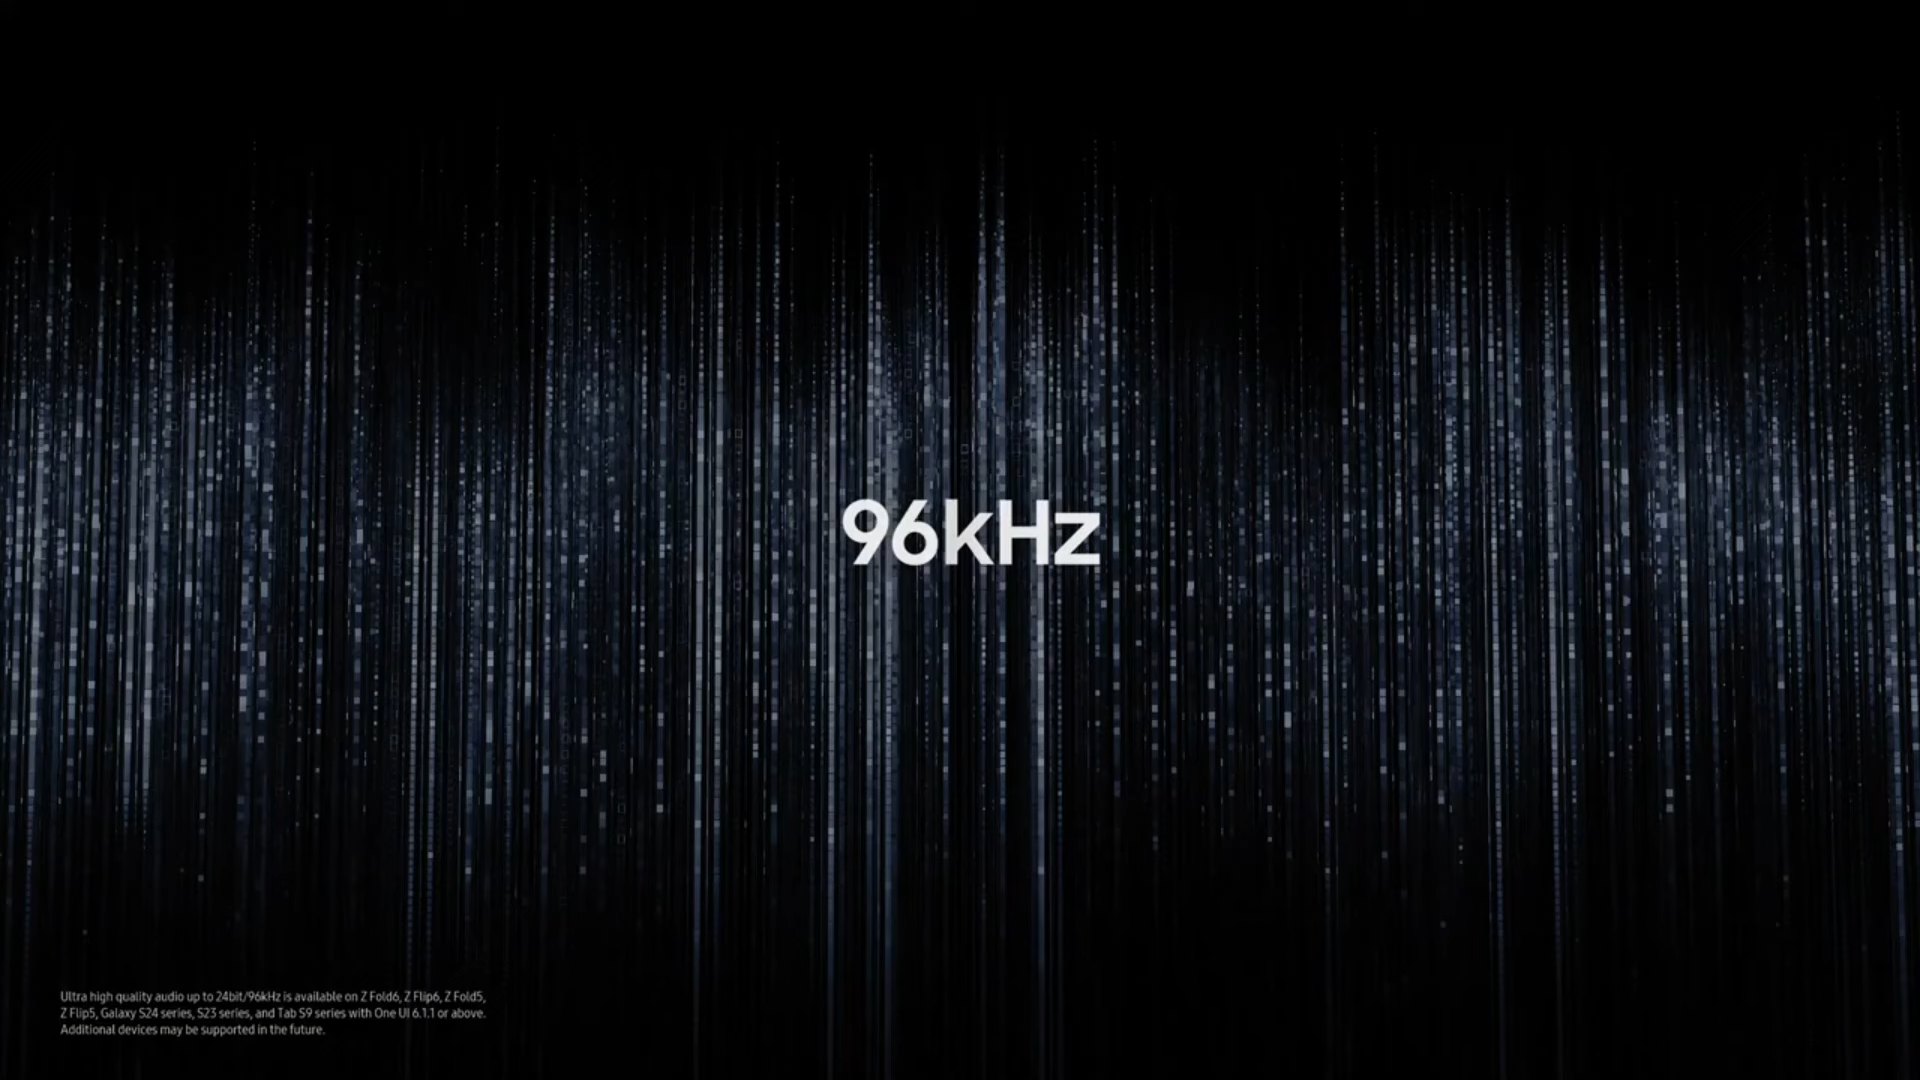 96kHz
Ultra high quality audio up to 24bit/96kHz is available on Z Fold6, Z Flip6, Z Fold5,
Z Flip5, Galaxy S24 series, S23 series, and Tab S9 series with One UI 6.1.1 or above.
Additional devices may be supported in the future.